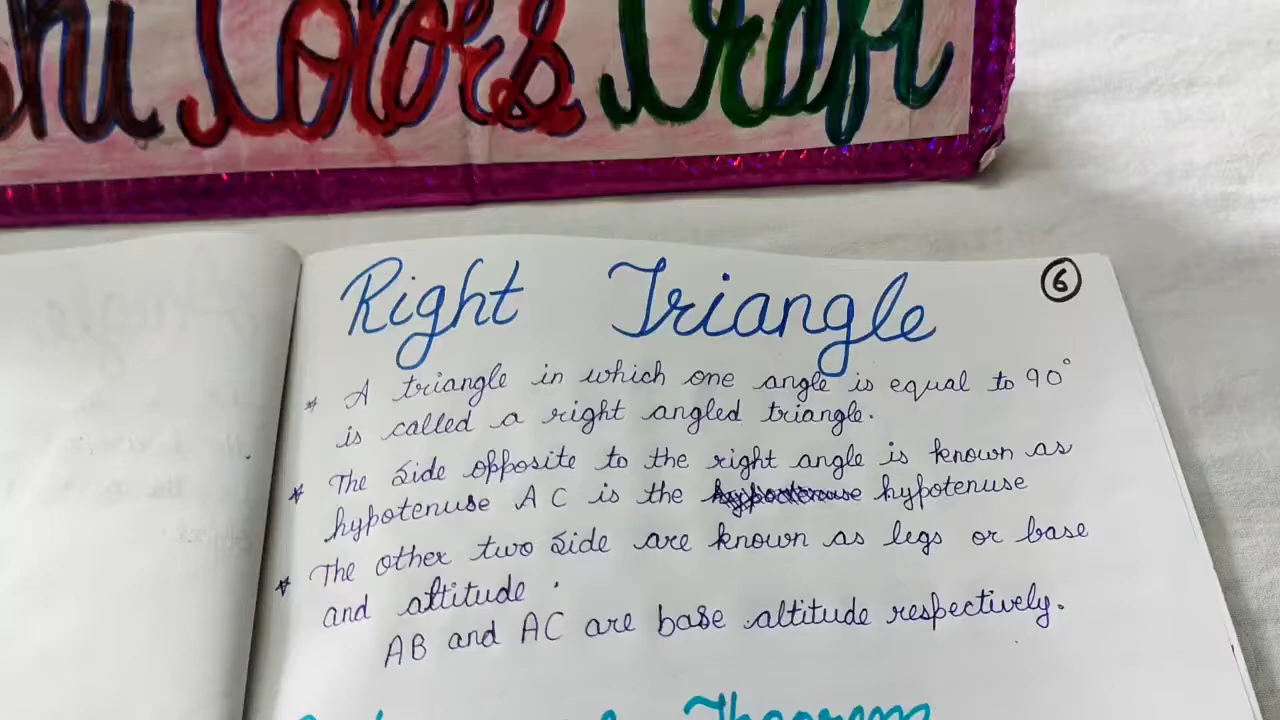 Colors Craft
Right Triangle
6
* A triangle in which one angle is equal to 90°
is called a right angled triangle.
* The side opposite to the right angle is known as
hypotenuse AC is the hypotenuse
* The other two side are known as legs or base
and altitude.
AB and AC are base altitude respectively.
Theorem